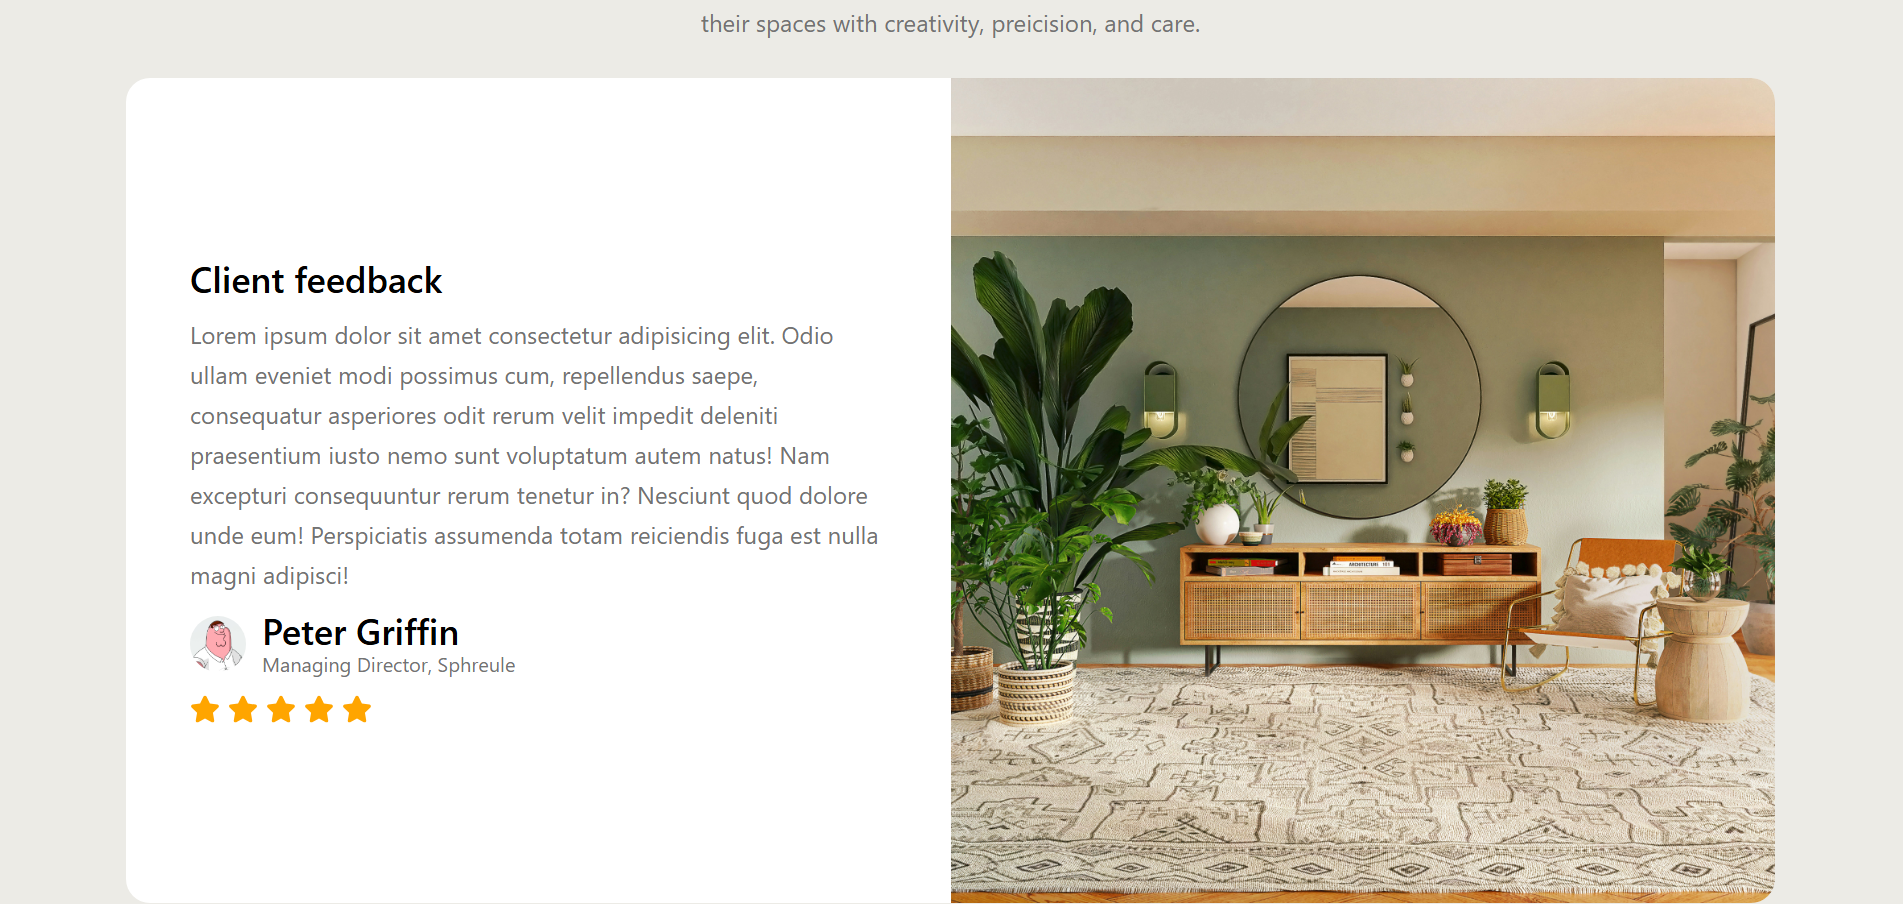 their spaces with creativity, preicision, and care.
Client feedback
Lorem ipsum dolor sit amet consectetur adipisicing elit. Odio
ullam eveniet modi possimus cum, repellendus saepe,
consequatur asperiores odit rerum velit impedit deleniti
praesentium iusto nemo sunt voluptatum autem natus! Nam
excepturi consequuntur rerum tenetur in? Nesciunt quod dolore
unde eum! Perspiciatis assumenda totam reiciendis fuga est nulla
magni adipisci!
Peter Griffin
Managing Director, Sphreule
ARCHITECTURE 101